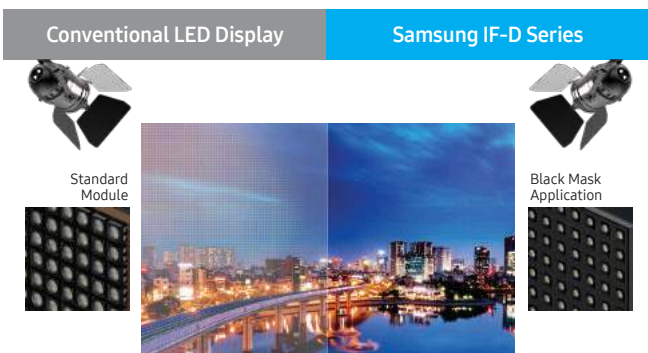 Conventional LED Display
Samsung IF-D Series
Standard
Module
Black Mask
Application